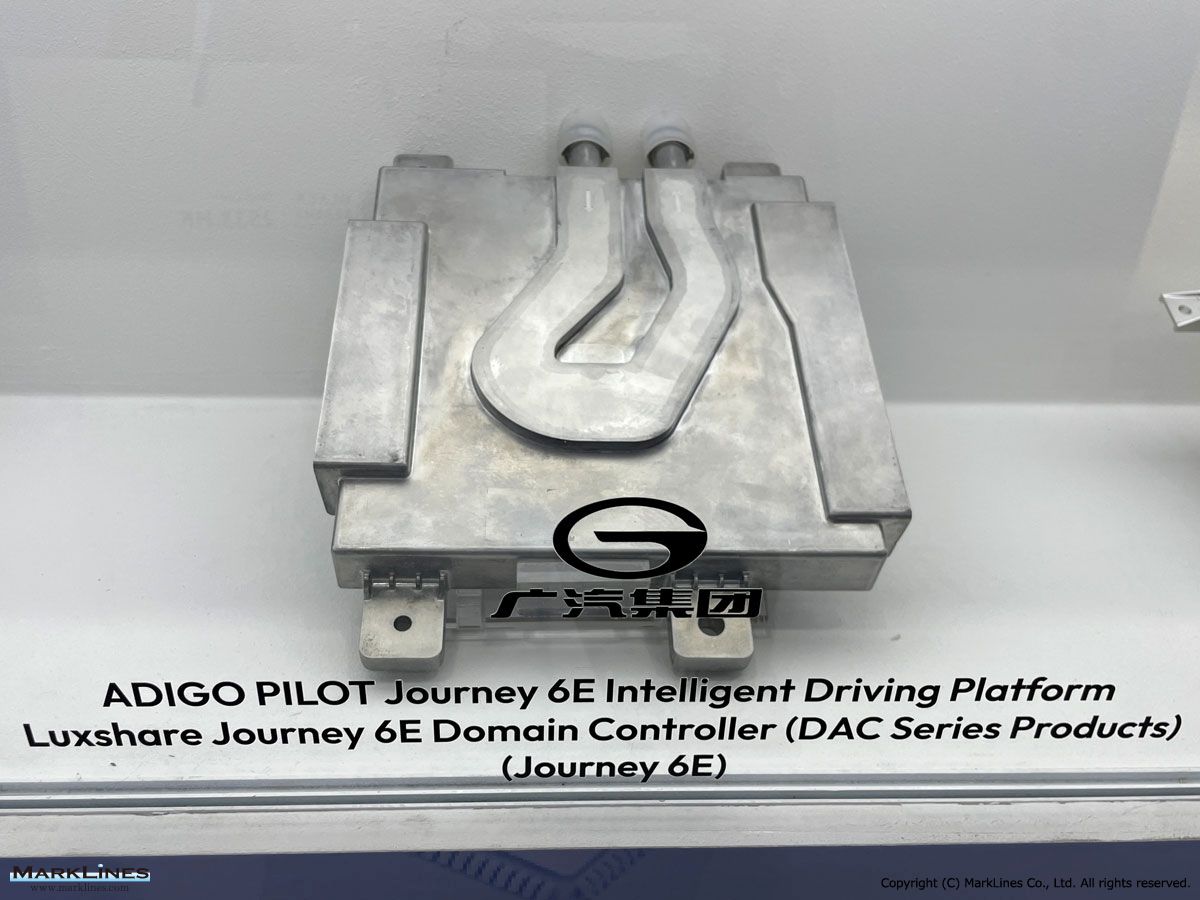 广汽集团
ADIGO PILOT Journey 6E Intelligent Driving Platform
Luxshare Journey 6E Domain Controller (DAC Series Products)
(Journey 6E)
MARKLINES
www.marklines.com
Copyright (C) MarkLines Co., Ltd. All rights reserved.